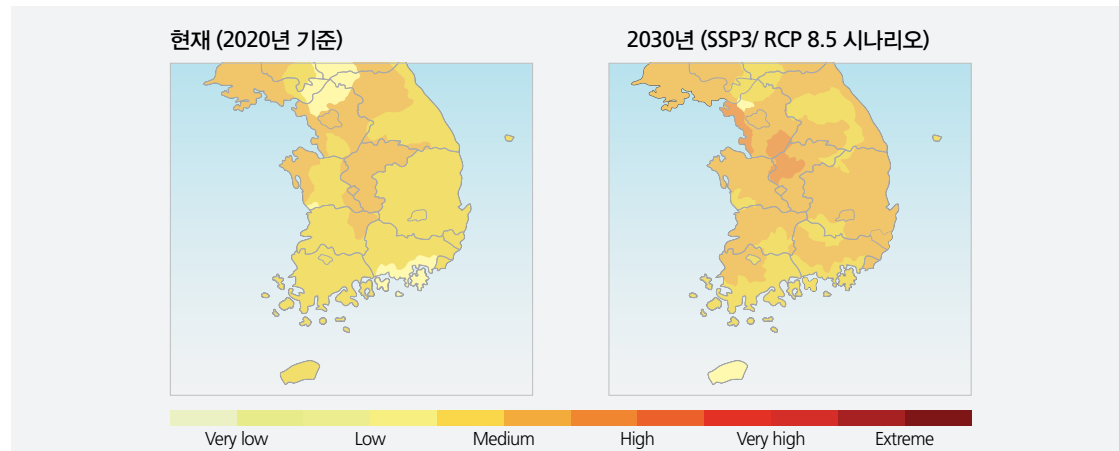 현재 (2020년 기준)
2030년 (SSP3/ RCP 8.5 시나리오)
Very low Low Medium High Very high Extreme